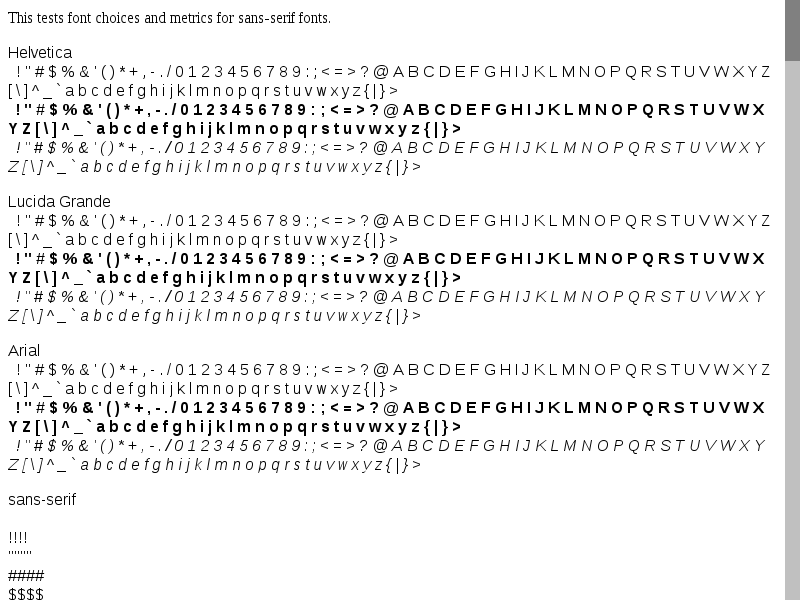 This tests font choices and metrics for sans-serif fonts.
Helvetica
! " # $ % & ' ( ) * + , - . / 0 1 2 3 4 5 6 7 8 9 : ; < = > ? @ A B C D E F G H I J K L M N O P Q R S T U V W X Y Z
[ \ ] ^ _ ` a b c d e f g h i j k l m n o p q r s t u v w x y z { | } >
! " # $ % & ' ( ) * + , - . / 0 1 2 3 4 5 6 7 8 9 : ; < = > ? @ A B C D E F G H I J K L M N O P Q R S T U V W X
Y Z [ \ ] ^ _ ` a b c d e f g h i j k l m n o p q r s t u v w x y z { | } >
! " # $ % & ' ( ) * + , - . / 0 1 2 3 4 5 6 7 8 9 : ; < = > ? @ A B C D E F G H I J K L M N O P Q R S T U V W X Y
Z [ \ ] ^ _ ` a b c d e f g h i j k l m n o p q r s t u v w x y z { | } >
Lucida Grande
! " # $ % & ' ( ) * + , - . / 0 1 2 3 4 5 6 7 8 9 : ; < = > ? @ A B C D E F G H I J K L M N O P Q R S T U V W X Y Z
[ \ ] ^ _ ` a b c d e f g h i j k l m n o p q r s t u v w x y z { | } >
! " # $ % & ' ( ) * + , - . / 0 1 2 3 4 5 6 7 8 9 : ; < = > ? @ A B C D E F G H I J K L M N O P Q R S T U V W X
Y Z [ \ ] ^ _ ` a b c d e f g h i j k l m n o p q r s t u v w x y z { | } >
! " # $ % & ' ( ) * + , - . / 0 1 2 3 4 5 6 7 8 9 : ; < = > ? @ A B C D E F G H I J K L M N O P Q R S T U V W X Y
Z [ \ ] ^ _ ` a b c d e f g h i j k l m n o p q r s t u v w x y z { | } >
Arial
! " # $ % & ' ( ) * + , - . / 0 1 2 3 4 5 6 7 8 9 : ; < = > ? @ A B C D E F G H I J K L M N O P Q R S T U V W X Y Z
[ \ ] ^ _ ` a b c d e f g h i j k l m n o p q r s t u v w x y z { | } >
! " # $ % & ' ( ) * + , - . / 0 1 2 3 4 5 6 7 8 9 : ; < = > ? @ A B C D E F G H I J K L M N O P Q R S T U V W X
Y Z [ \ ] ^ _ ` a b c d e f g h i j k l m n o p q r s t u v w x y z { | } >
! " # $ % & ' ( ) * + , - . / 0 1 2 3 4 5 6 7 8 9 : ; < = > ? @ A B C D E F G H I J K L M N O P Q R S T U V W X Y
Z [ \ ] ^ _ ` a b c d e f g h i j k l m n o p q r s t u v w x y z { | } >
sans-serif
!!!!
""""
####
$$$$